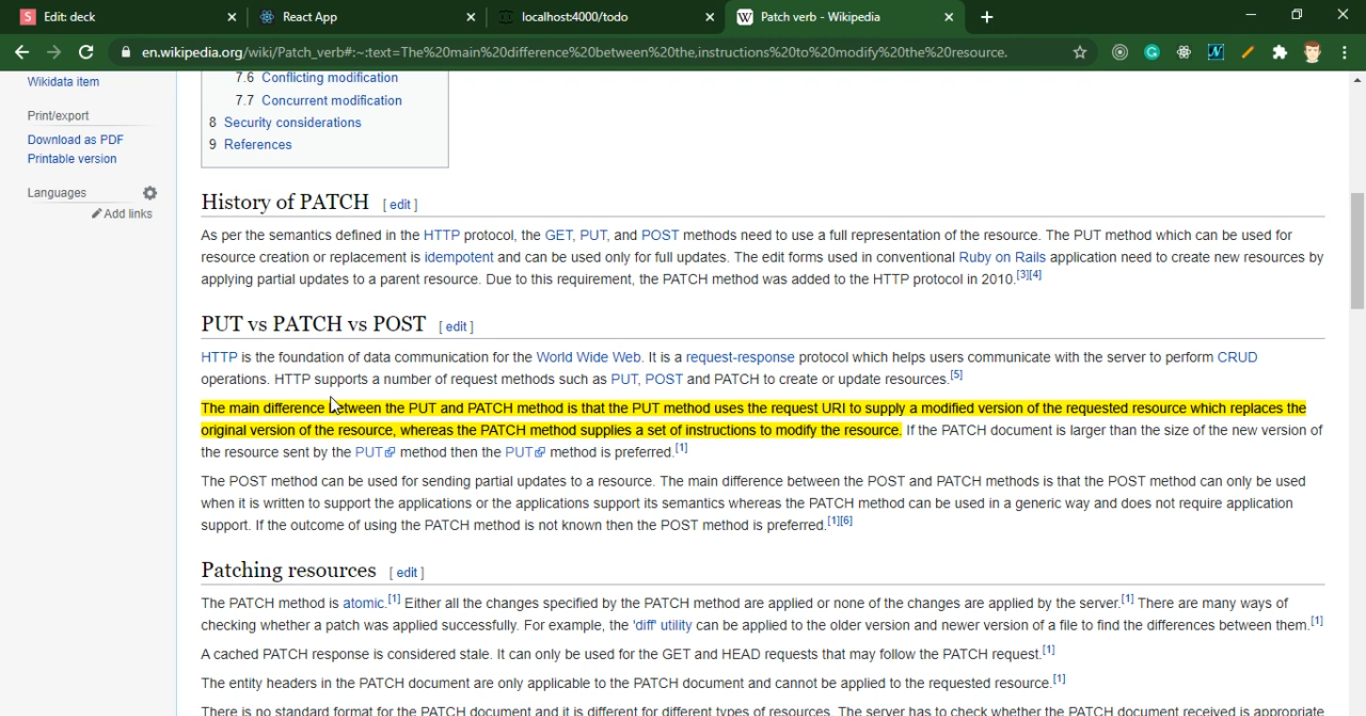 Edit: deck
React App
localhost:4000/todo
Patch verb - Wikipedia
en.wikipedia.org/wiki/Patch_verb#:~:text=The%20main%20difference%20between%20the,instructions%20to%20modify%20the%20resource.
Wikidata item
Print/export
Download as PDF
Printable version
Languages
Add links
7.6 Conflicting modification
7.7 Concurrent modification
8 Security considerations
9 References
History of PATCH [ edit ]
As per the semantics defined in the HTTP protocol, the GET, PUT, and POST methods need to use a full representation of the resource. The PUT method which can be used for
resource creation or replacement is idempotent and can be used only for full updates. The edit forms used in conventional Ruby on Rails application need to create new resources by
applying partial updates to a parent resource. Due to this requirement, the PATCH method was added to the HTTP protocol in 2010.[3][4]
PUT vs PATCH vs POST [ edit ]
HTTP is the foundation of data communication for the World Wide Web. It is a request-response protocol which helps users communicate with the server to perform CRUD
operations. HTTP supports a number of request methods such as PUT, POST and PATCH to create or update resources.[5]
The main difference between the PUT and PATCH method is that the PUT method uses the request URI to supply a modified version of the requested resource which replaces the
original version of the resource, whereas the PATCH method supplies a set of instructions to modify the resource. If the PATCH document is larger than the size of the new version of
the resource sent by the PUT method then the PUT method is preferred.[1]
The POST method can be used for sending partial updates to a resource. The main difference between the POST and PATCH methods is that the POST method can only be used
when it is written to support the applications or the applications support its semantics whereas the PATCH method can be used in a generic way and does not require application
support. If the outcome of using the PATCH method is not known then the POST method is preferred.[1][6]
Patching resources [ edit ]
The PATCH method is atomic.[1] Either all the changes specified by the PATCH method are applied or none of the changes are applied by the server.[1] There are many ways of
checking whether a patch was applied successfully. For example, the 'diff' utility can be applied to the older version and newer version of a file to find the differences between them.[1]
A cached PATCH response is considered stale. It can only be used for the GET and HEAD requests that may follow the PATCH request.[1]
The entity headers in the PATCH document are only applicable to the PATCH document and cannot be applied to the requested resource.[1]
There is no standard format for the PATCH document and it is different for different types of resources. The server has to check whether the PATCH document received is appropriate